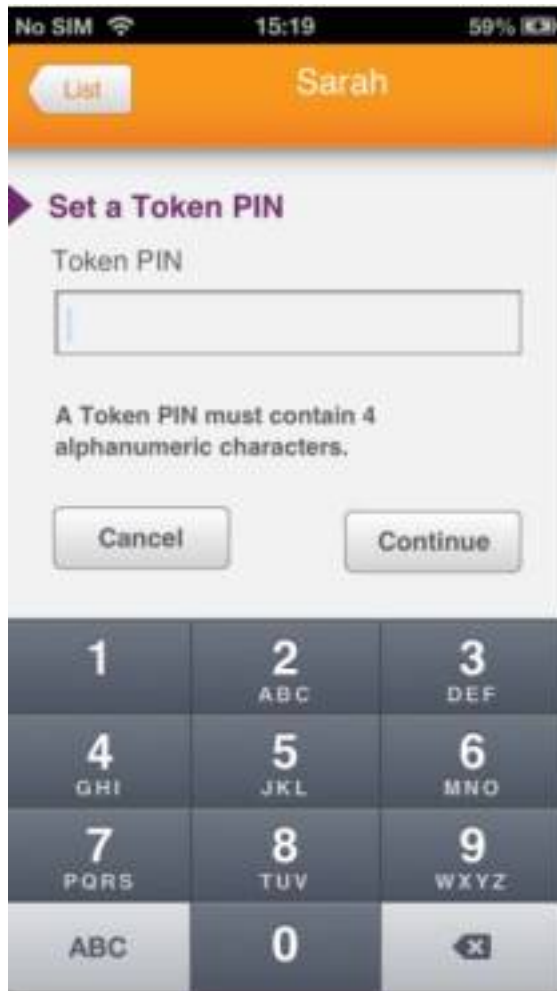 No SIM 15:19 59%
List Sarah
Set a Token PIN
Token PIN
A Token PIN must contain 4
alphanumeric characters.
Cancel Continue
1 2 3
ABC DEF
4 5 6
GHI JKL MNO
7 8 9
PQRS TUV WXYZ
ABC 0